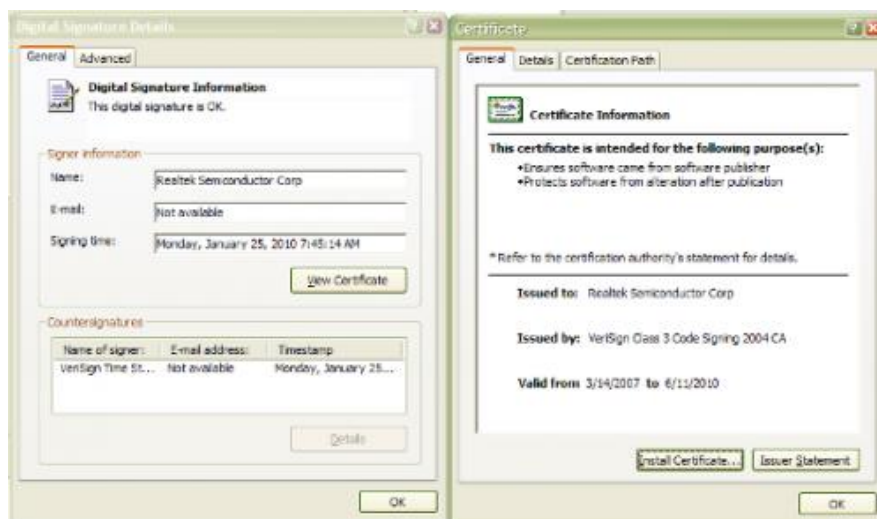 Digital Signature Details
General
Advanced
Digital Signature Information
This digital signature is OK.
Signer information
Name:
Realtek Semiconductor Corp
E-mail:
Not available
Signing time:
Monday, January 25, 2010 7:45:14 AM
View Certificate
Countersignatures
Name of signer:
E-mail address:
Timestamp
VeriSign Time St...
Not available
Monday, January 25...
Details
OK
Certificate
General
Details
Certification Path
Certificate Information
This certificate is intended for the following purpose(s):
•Ensures software came from software publisher
•Protects software from alteration after publication
* Refer to the certification authority's statement for details.
Issued to: Realtek Semiconductor Corp
Issued by: VeriSign Class 3 Code Signing 2004 CA
Valid from 3/14/2007 to 6/11/2010
Install Certificate...
Issuer Statement
OK